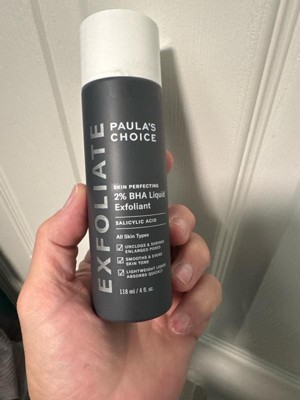 EXFOLIATE
PAULA'S
CHOICE
SKIN PERFECTING
2% BHA Liquid
Exfoliant
SALICYLIC ACID
All Skin Types
UNCLOGS & SHRINKS
ENLARGED PORES
SMOOTHS & EVENS
SKIN TONE
LIGHTWEIGHT LIQUID
ABSORBS QUICKLY
118 ml / 4 fl. oz.